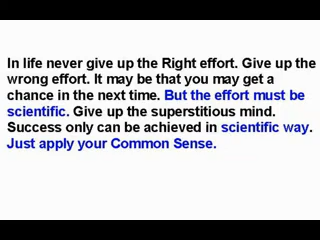 In life never give up the Right effort. Give up the
wrong effort. It may be that you may get a
chance in the next time. But the effort must be
scientific. Give up the superstitious mind.
Success only can be achieved in scientific way.
Just apply your Common Sense.